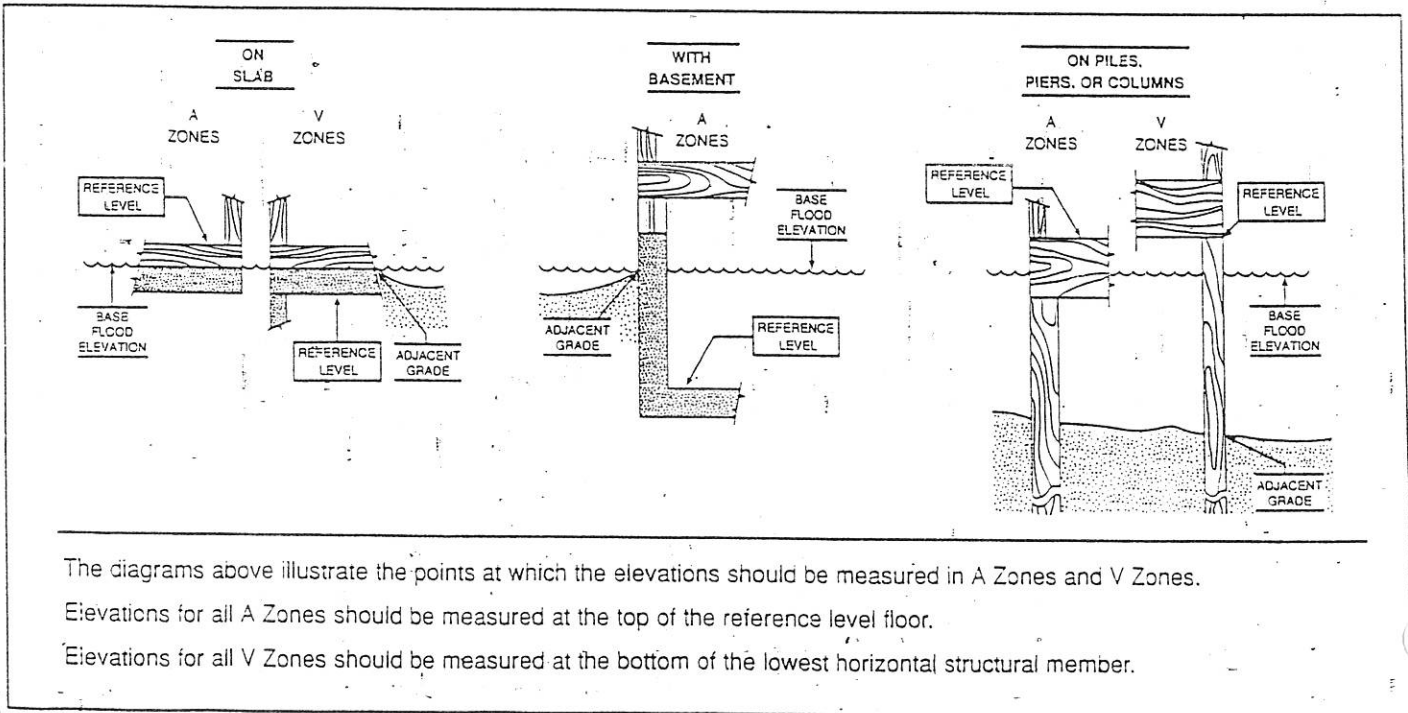 ON
SLAB
A
ZONES
V
ZONES
REFERENCE
LEVEL
BASE
FLOOD
ELEVATION
REFERENCE
LEVEL
ADJACENT
GRADE
WITH
BASEMENT
A
ZONES
BASE
FLOOD
ELEVATION
ADJACENT
GRADE
REFERENCE
LEVEL
ON PILES,
PIERS, OR COLUMNS
A
ZONES
V
ZONES
REFERENCE
LEVEL
REFERENCE
LEVEL
BASE
FLOOD
ELEVATION
ADJACENT
GRADE
The diagrams above illustrate the points at which the elevations should be measured in A Zones and V Zones.
Elevations for all A Zones should be measured at the top of the reference level floor.
Elevations for all V Zones should be measured at the bottom of the lowest horizontal structural member.